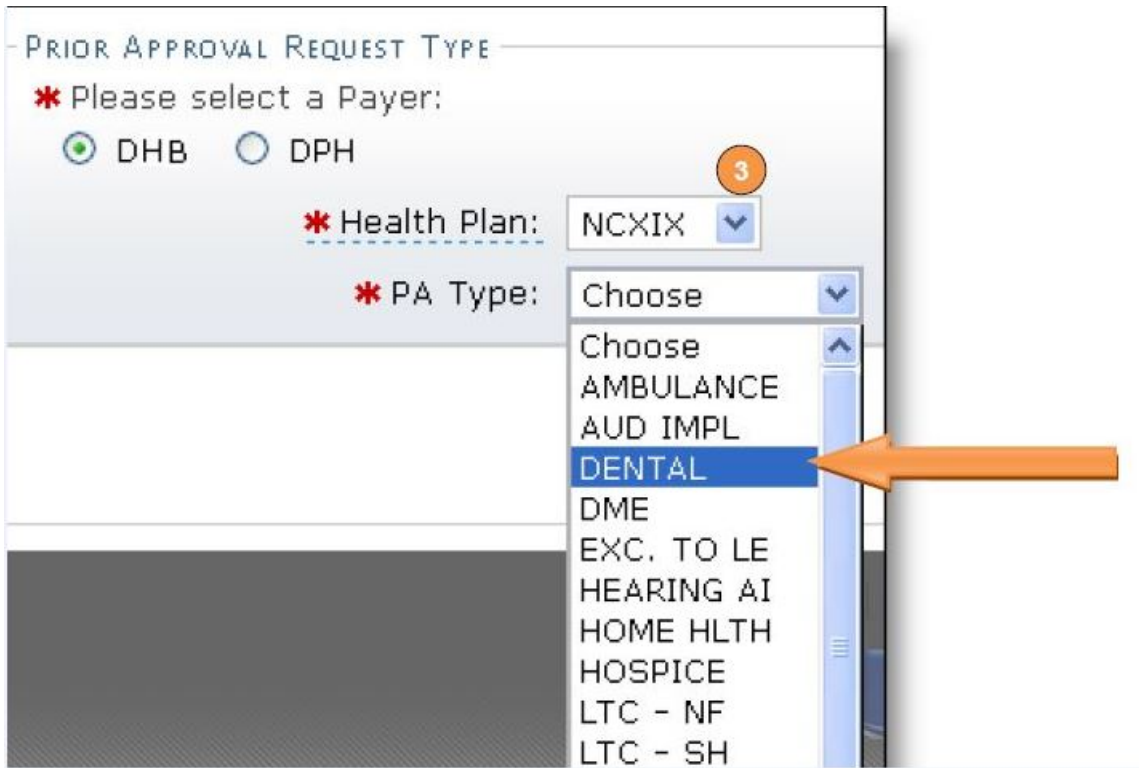 PRIOR APPROVAL REQUEST TYPE
* Please select a Payer:
DHB DPH
3
* Health Plan: NCXIX
* PA Type: Choose
Choose
AMBULANCE
AUD IMPL
DENTAL
DME
EXC. TO LE
HEARING AI
HOME HLTH
HOSPICE
LTC - NF
LTC - SH